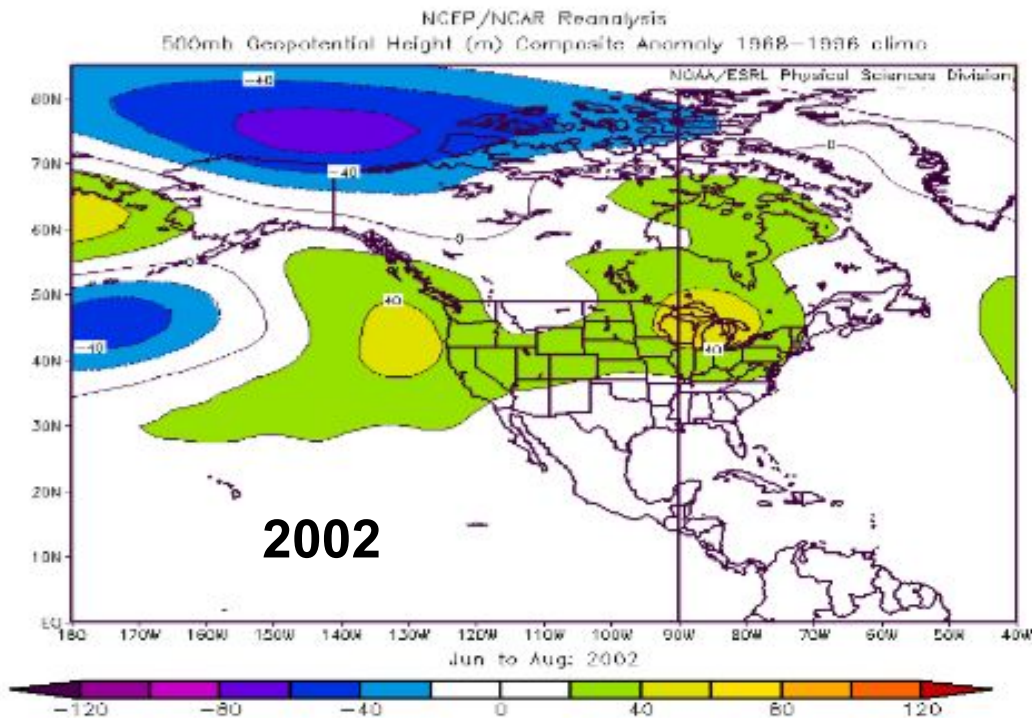 NCEP/NCAR Reanalysis
500mb Geopotential Height (m) Composite Anomaly 1968-1996 climo
NOAA/ESRL Physical Sciences Division
80N
70N
60N
50N
40N
30N
20N
10N
EQ
-40
-40
0
0
0
40
40
-40
2002
180 170W 160W 150W 140W 130W 120W 110W 100W 90W 80W 70W 60W 50W 40W
Jun to Aug: 2002
-120 -80 -40 0 40 80 120